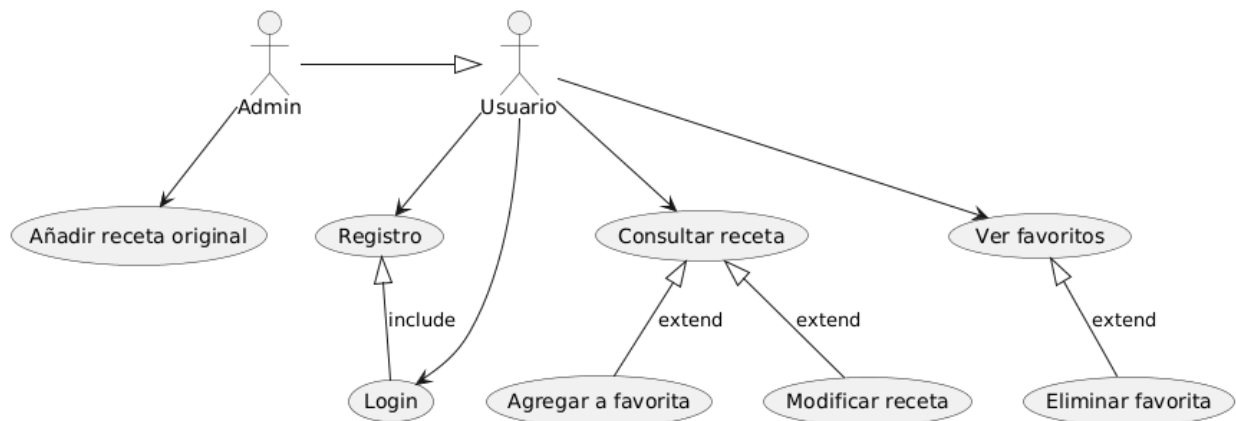 Admin
Usuario
Añadir receta original
Registro
Consultar receta
Ver favoritos
include
extend
extend
extend
Login
Agregar a favorita
Modificar receta
Eliminar favorita